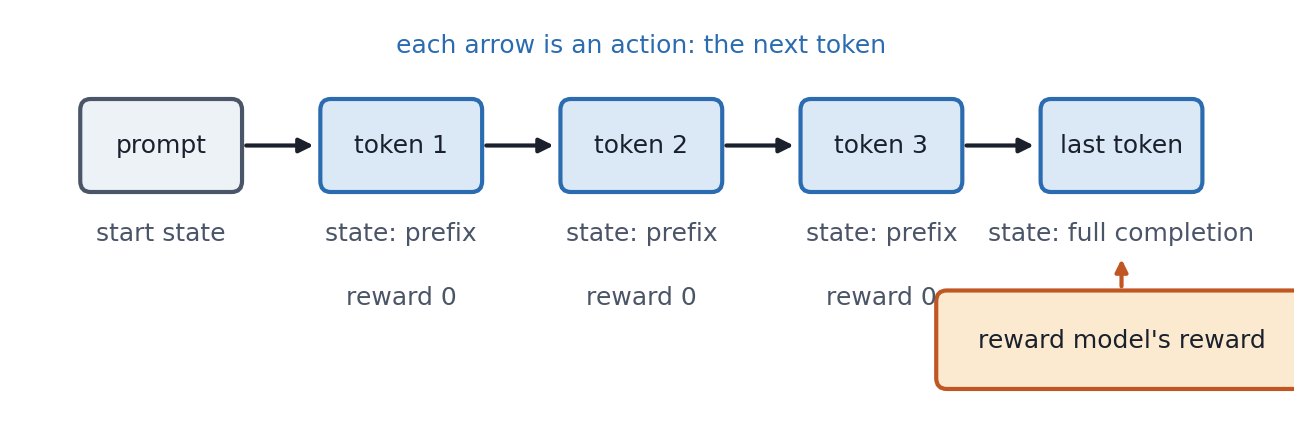 each arrow is an action: the next token
prompt
token 1
token 2
token 3
last token
start state
state: prefix
state: prefix
state: prefix
state: full completion
reward 0
reward 0
reward 0
reward model's reward